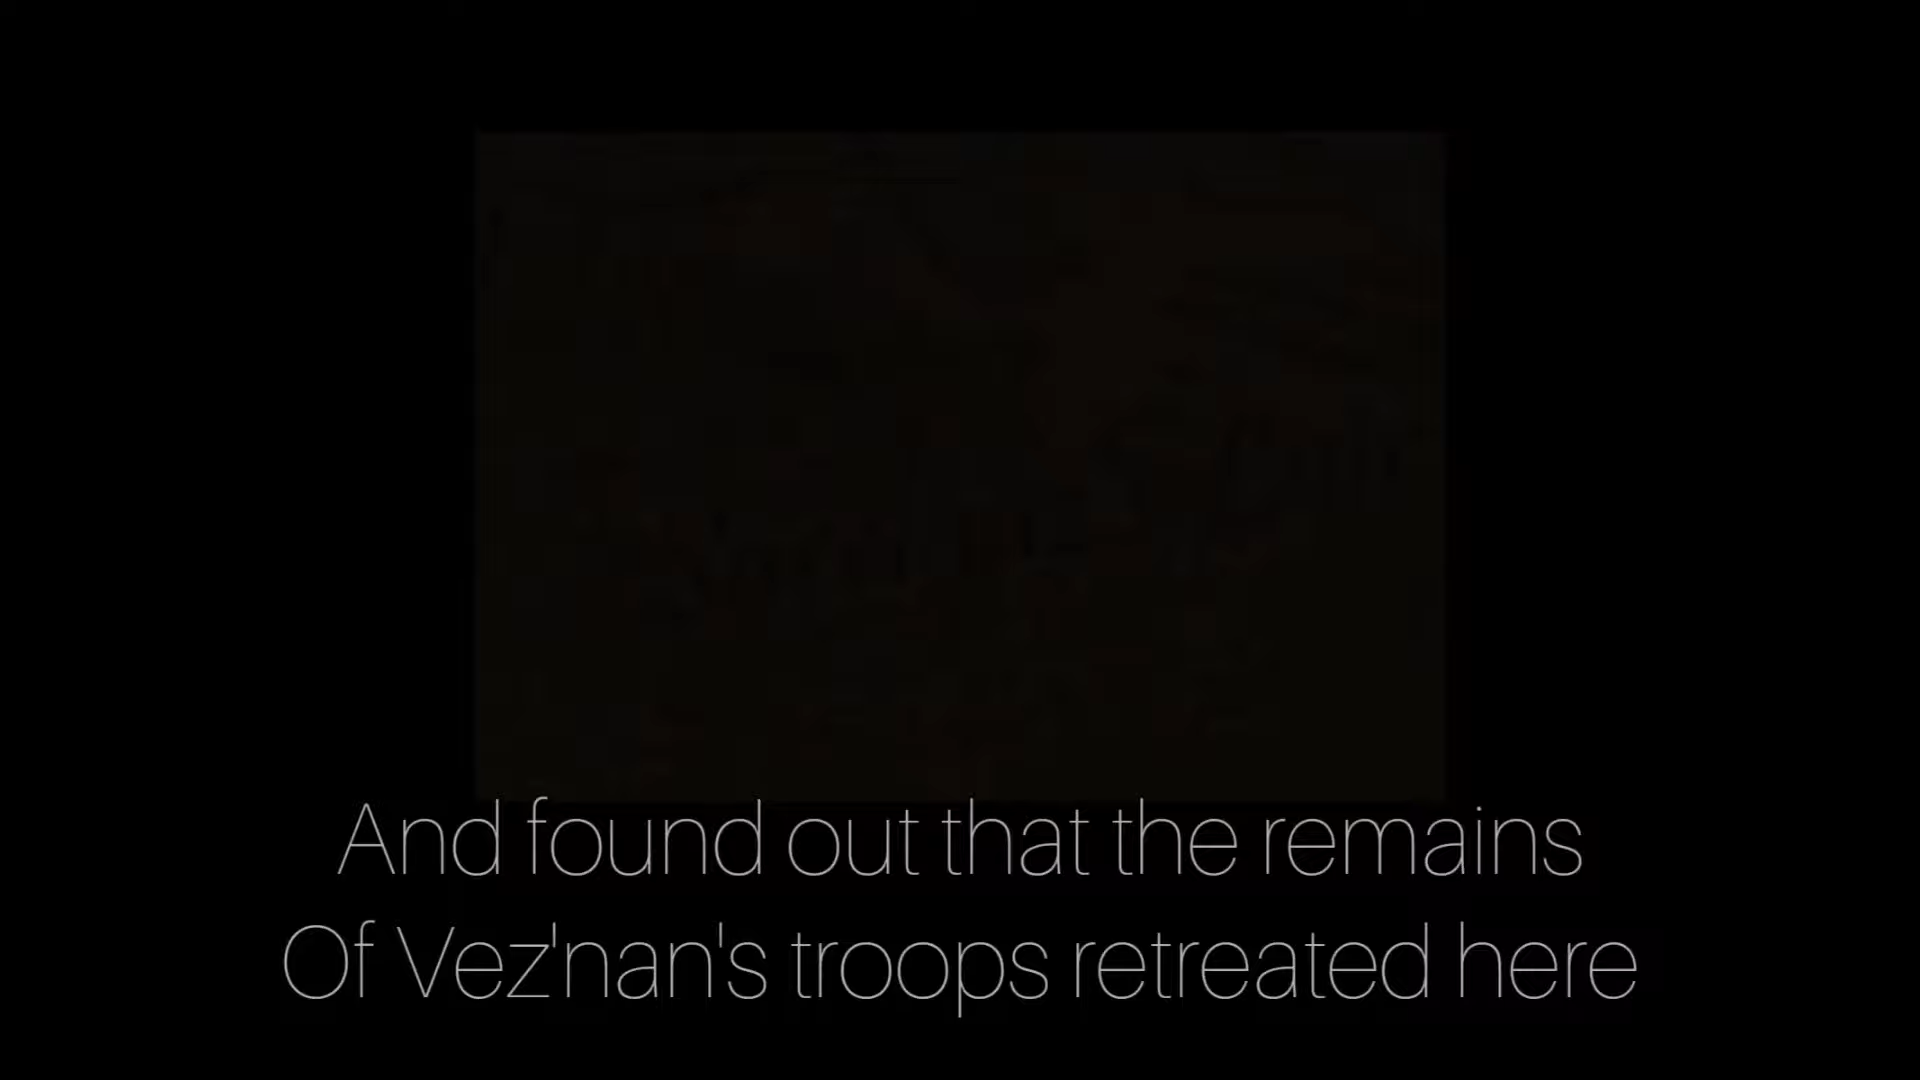 And found out that the remains
Of Vez'nan's troops retreated here